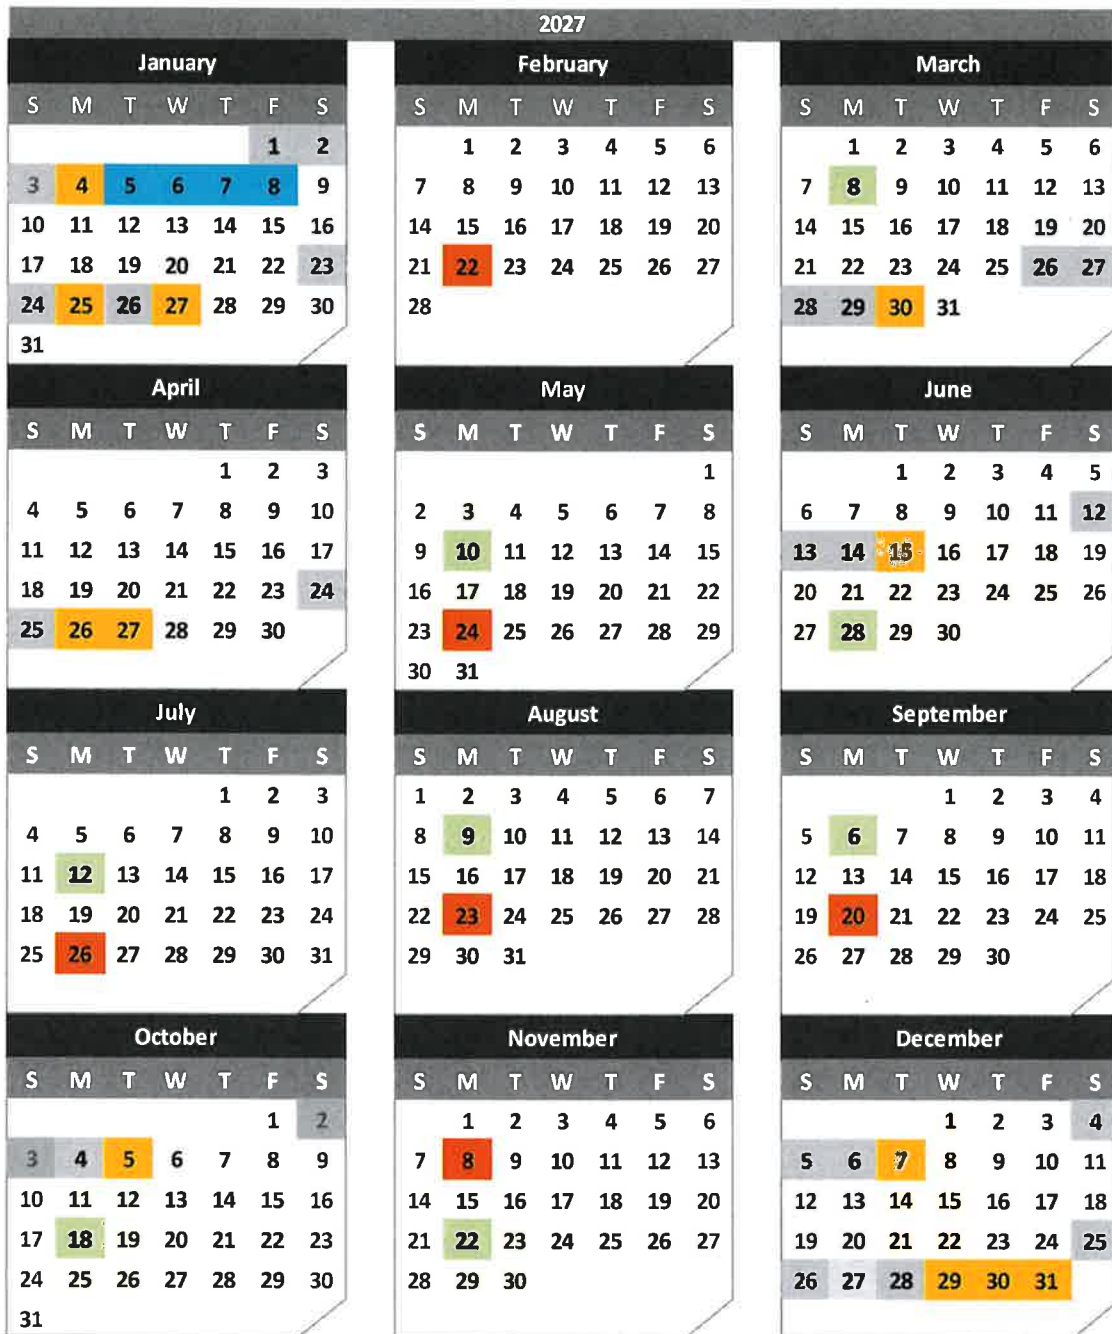 2027
January February March
S M T W T F S S M T W T F S S M T W T F S
1 2 1 2 3 4 5 6 1 2 3 4 5 6
3 4 5 6 7 8 9 7 8 9 10 11 12 13 7 8 9 10 11 12 13
10 11 12 13 14 15 16 14 15 16 17 18 19 20 14 15 16 17 18 19 20
17 18 19 20 21 22 23 21 22 23 24 25 26 27 21 22 23 24 25 26 27
24 25 26 27 28 29 30 28 28 29 30 31
31
April May June
S M T W T F S S M T W T F S S M T W T F S
1 2 3 1 1 2 3 4 5
4 5 6 7 8 9 10 2 3 4 5 6 7 8 6 7 8 9 10 11 12
11 12 13 14 15 16 17 9 10 11 12 13 14 15 13 14 15 16 17 18 19
18 19 20 21 22 23 24 16 17 18 19 20 21 22 20 21 22 23 24 25 26
25 26 27 28 29 30 23 24 25 26 27 28 29 27 28 29 30
30 31
July August September
S M T W T F S S M T W T F S S M T W T F S
1 2 3 1 2 3 4 5 6 7 1 2 3 4
4 5 6 7 8 9 10 8 9 10 11 12 13 14 5 6 7 8 9 10 11
11 12 13 14 15 16 17 15 16 17 18 19 20 21 12 13 14 15 16 17 18
18 19 20 21 22 23 24 22 23 24 25 26 27 28 19 20 21 22 23 24 25
25 26 27 28 29 30 31 29 30 31 26 27 28 29 30
October November December
S M T W T F S S M T W T F S S M T W T F S
1 2 1 2 3 4 5 6 1 2 3 4
3 4 5 6 7 8 9 7 8 9 10 11 12 13 5 6 7 8 9 10 11
10 11 12 13 14 15 16 14 15 16 17 18 19 20 12 13 14 15 16 17 18
17 18 19 20 21 22 23 21 22 23 24 25 26 27 19 20 21 22 23 24 25
24 25 26 27 28 29 30 28 29 30 26 27 28 29 30 31
31